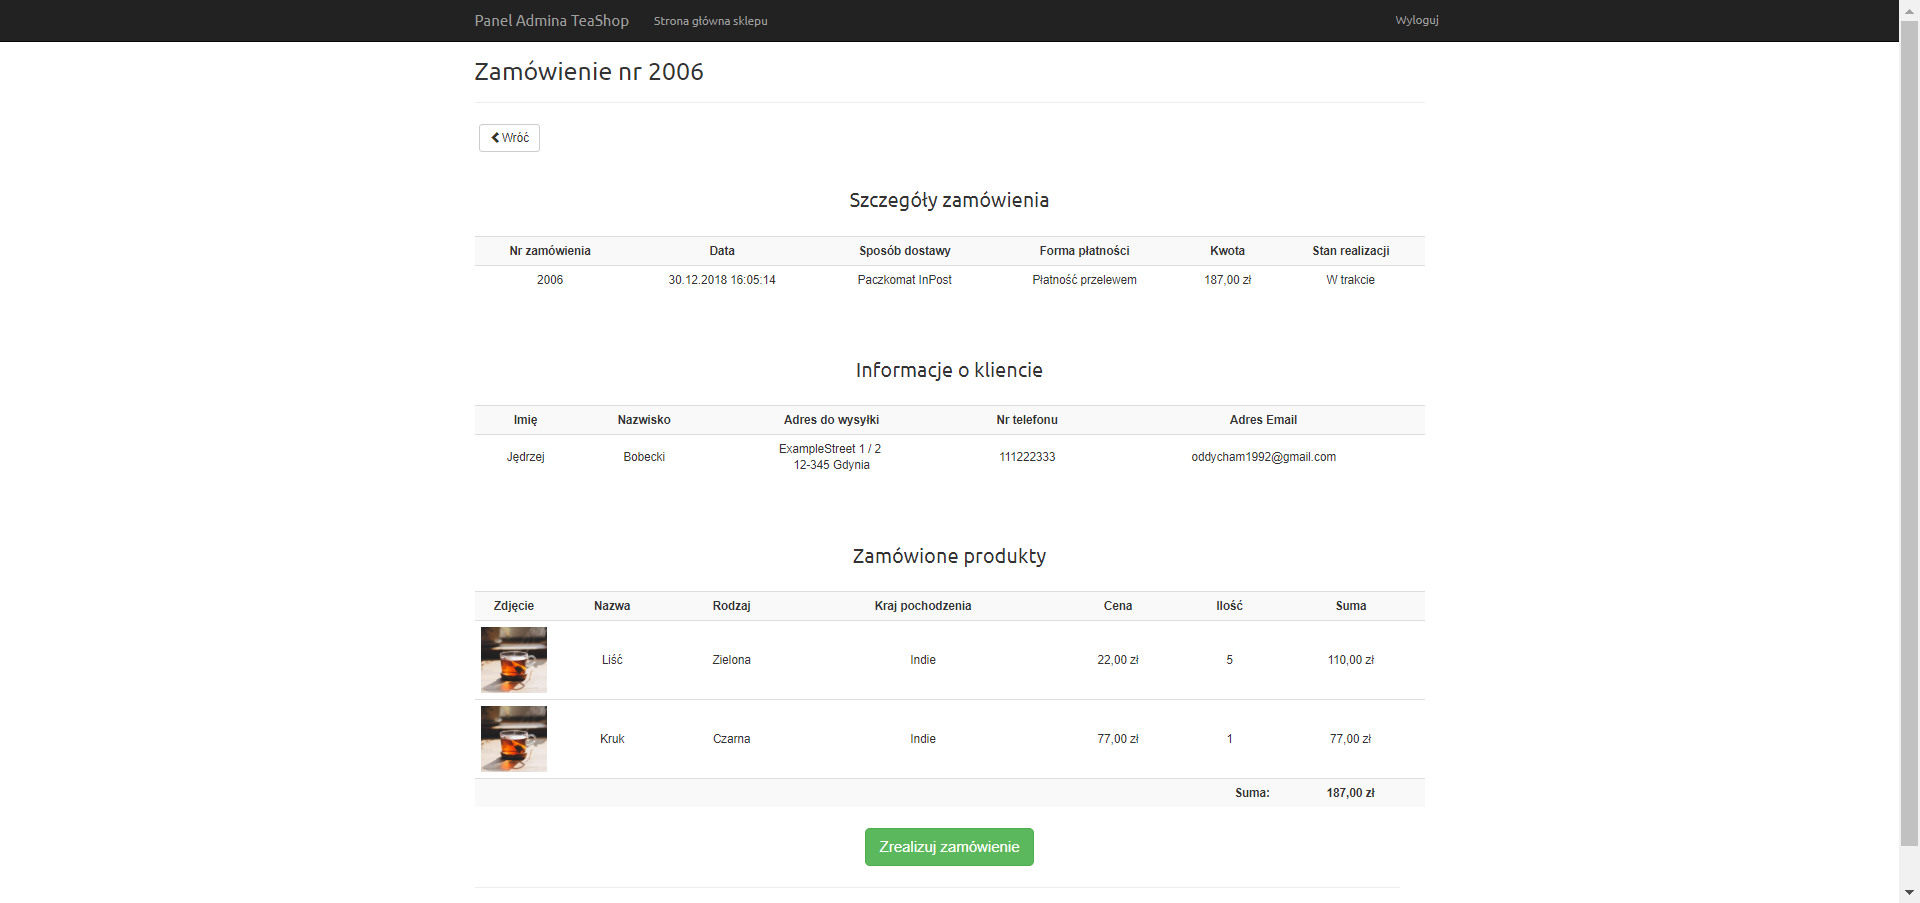 Panel Admina TeaShop Strona główna sklepu Wyloguj
Zamówienie nr 2006
Wróć
Szczegóły zamówienia
Nr zamówienia Data Sposób dostawy Forma płatności Kwota Stan realizacji
2006 30.12.2018 16:05:14 Paczkomat InPost Płatność przelewem 187,00 zł W trakcie
Informacje o kliencie
Imię Nazwisko Adres do wysyłki Nr telefonu Adres Email
Jędrzej Bobecki ExampleStreet 1 / 2 111222333 oddycham1992@gmail.com
12-345 Gdynia
Zamówione produkty
Zdjęcie Nazwa Rodzaj Kraj pochodzenia Cena Ilość Suma
Liść Zielona Indie 22,00 zł 5 110,00 zł
Kruk Czarna Indie 77,00 zł 1 77,00 zł
Suma: 187,00 zł
Zrealizuj zamówienie